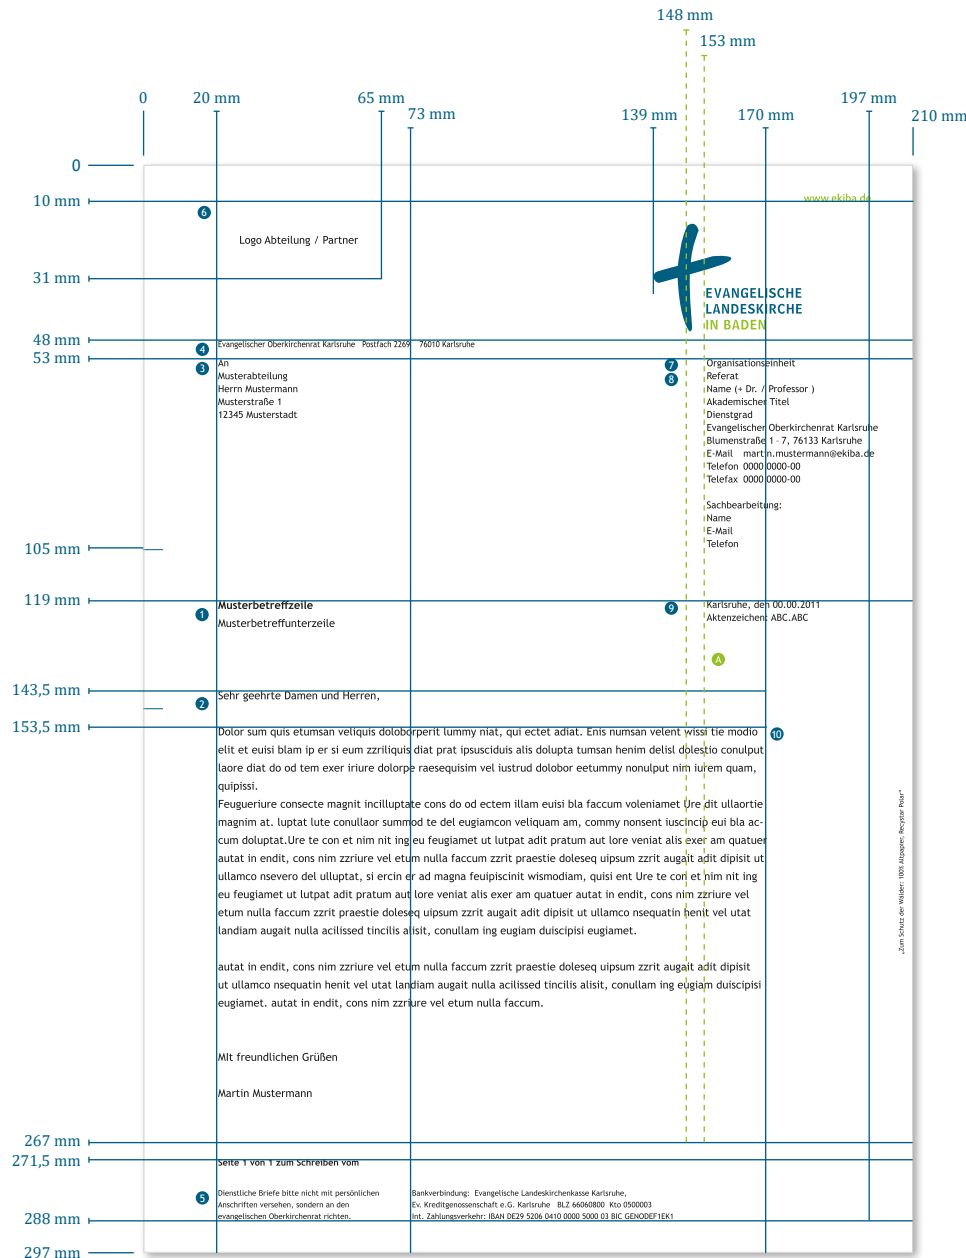 148 mm
153 mm
0
20 mm
65 mm
73 mm
139 mm
170 mm
197 mm
210 mm
0
10 mm
www.ekiba.de
6
Logo Abteilung / Partner
31 mm
EVANGELISCHE
LANDESKIRCHE
IN BADEN
48 mm
4
Evangelischer Oberkirchenrat Karlsruhe Postfach 2269 76010 Karlsruhe
53 mm
3
An
Musterabteilung
Herrn Mustermann
Musterstraße 1
12345 Musterstadt
7
8
Organisationseinheit
Referat
Name (+ Dr. / Professor )
Akademischer Titel
Dienstgrad
Evangelischer Oberkirchenrat Karlsruhe
Blumenstraße 1 - 7, 76133 Karlsruhe
E-Mail martin.mustermann@ekiba.de
Telefon 0000 0000-00
Telefax 0000 0000-00
Sachbearbeitung:
Name
E-Mail
Telefon
105 mm
119 mm
1
Musterbetreffzeile
Musterbetreffunterzeile
9
Karlsruhe, den 00.00.2011
Aktenzeichen: ABC.ABC
A
143,5 mm
2
Sehr geehrte Damen und Herren,
153,5 mm
10
Dolor sum quis etumsan veliquis doloborperit lummy niat, qui ectet adiat. Enis numsan velent wissi tie modio
elit et euisi blam ip er si eum zzriliquis diat prat ipsusciduis alis dolupta tumsan henim delisl dolestio conulput
laore diat do od tem exer iriure dolorpe raesequisim vel iustrud dolobor eetummy nonulput nim iurem quam,
quipissi.
Feugueriure consecte magnit incilluptate cons do od ectem illam euisi bla faccum voleniamet Ure dit ullaortie
magnim at. luptat lute conullaor summod te del eugiamcon veliquam am, commy nonsent iuscincip eui bla ac-
cum doluptat.Ure te con et nim nit ing eu feugiamet ut lutpat adit pratum aut lore veniat alis exer am quatuer
autat in endit, cons nim zzriure vel etum nulla faccum zzrit praestie doleseq uipsum zzrit augait adit dipisit ut
ullamco nsevero del ulluptat, si ercin er ad magna feuipiscinit wismodiam, quisi ent Ure te con et nim nit ing
eu feugiamet ut lutpat adit pratum aut lore veniat alis exer am quatuer autat in endit, cons nim zzriure vel
etum nulla faccum zzrit praestie doleseq uipsum zzrit augait adit dipisit ut ullamco nsequatin henit vel utat
landiam augait nulla acilissed tincilis alisit, conullam ing eugiam duiscipisi eugiamet.
autat in endit, cons nim zzriure vel etum nulla faccum zzrit praestie doleseq uipsum zzrit augait adit dipisit
ut ullamco nsequatin henit vel utat landiam augait nulla acilissed tincilis alisit, conullam ing eugiam duiscipisi
eugiamet. autat in endit, cons nim zzriure vel etum nulla faccum.
MIt freundlichen Grüßen
Martin Mustermann
„Zum Schutz der Wälder: 100% Altpapier, Recystar Polar“
267 mm
271,5 mm
Seite 1 von 1 zum Schreiben vom
5
Dienstliche Briefe bitte nicht mit persönlichen
Anschriften versehen, sondern an den
evangelischen Oberkirchenrat richten.
Bankverbindung: Evangelische Landeskirchenkasse Karlsruhe,
Ev. Kreditgenossenschaft e.G. Karlsruhe BLZ 66060800 Kto 0500003
Int. Zahlungsverkehr: IBAN DE29 5206 0410 0000 5000 03 BIC GENODEF1EK1
288 mm
297 mm